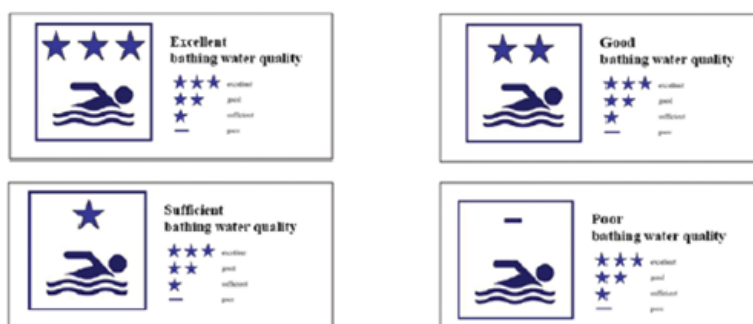 Excellent
bathing water quality
excellent
good
sufficient
poor
Good
bathing water quality
excellent
good
sufficient
poor
Sufficient
bathing water quality
excellent
good
sufficient
poor
Poor
bathing water quality
excellent
good
sufficient
poor